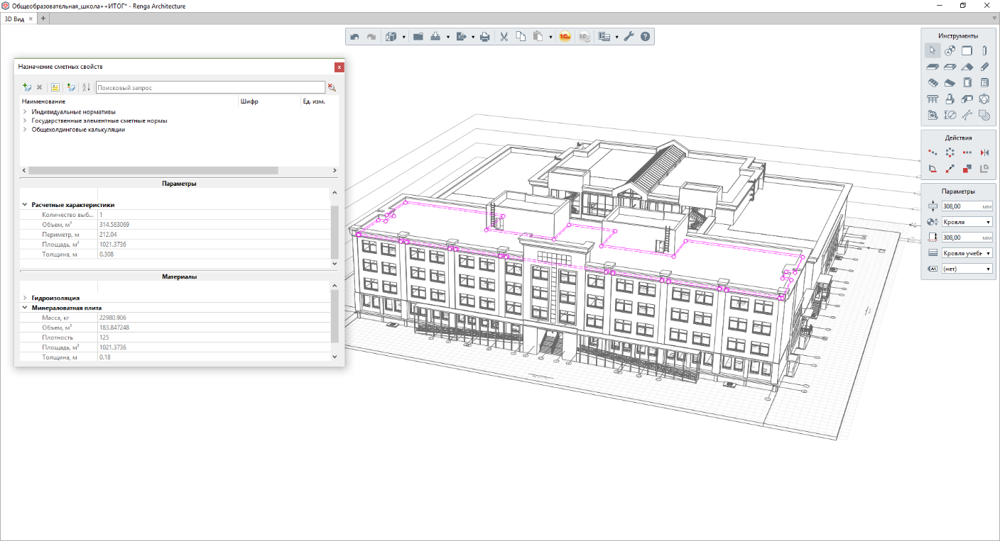 Общеобразовательная_школа++ИТОГ* - Renga Architecture
3D Вид
Назначение сметных свойств
Поисковый запрос
Наименование Шифр Ед. изм.
Индивидуальные нормативы
Государственные элементные сметные нормы
Общехолдинговые калькуляции
Параметры
Расчетные характеристики
Количество выб... 1
Объем, м³ 314.583069
Периметр, м 212.04
Площадь, м² 1021.3736
Толщина, м 0.308
Материалы
Гидроизоляция
Минераловатная плита
Масса, кг 22980.906
Объем, м³ 183.847248
Плотность 125
Площадь, м² 1021.3736
Толщина, м 0.18
Инструменты
Действия
Параметры
308,00 мм
Кровля
308,00 мм
Кровля учебн
A1 (нет)